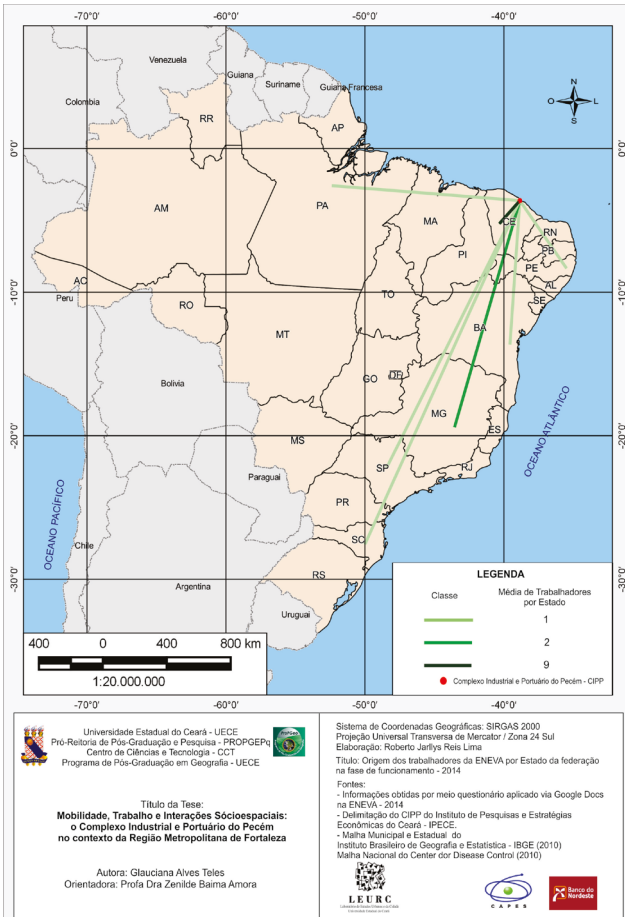 -70°0'
-60°0'
-50°0'
-40°0'
Venezuela
Guiana
Suriname
Guiana Francesa
Colombia
N
O
L
S
RR
AP
0°0'
0°0'
AM
PA
MA
CE
RN
PB
PI
PE
AC
AL
SE
Peru
-10°0'
-10°0'
RO
TO
MT
BA
GO
DF
Bolivia
MG
ES
MS
-20°0'
-20°0'
SP
RJ
Paraguai
PR
SC
OCEANO PACÍFICO
OCEANO ATLÂNTICO
Chile
RS
-30°0'
-30°0'
Argentina
Uruguai
LEGENDA
Classe
Média de Trabalhadores
por Estado
1
2
9
Complexo Industrial e Portuário do Pecém - CIPP
400 0 400 800 km
1:20.000.000
-70°0'
-60°0'
-50°0'
-40°0'
Universidade Estadual do Ceará - UECE
Pró-Reitoria de Pós-Graduação e Pesquisa - PROPGEPq
Centro de Ciências e Tecnologia - CCT
Programa de Pós-Graduação em Geografia - UECE
Título da Tese:
Mobilidade, Trabalho e Interações Sócioespaciais:
o Complexo Industrial e Portuário do Pecém
no contexto da Região Metropolitana de Fortaleza
Autora: Glauciana Alves Teles
Orientadora: Profa Dra Zenilde Baima Amora
Sistema de Coordenadas Geográficas: SIRGAS 2000
Projeção Universal Transversa de Mercator / Zona 24 Sul
Elaboração: Roberto Jarllys Reis Lima
Título: Origem dos trabalhadores da ENEVA por Estado da federação
na fase de funcionamento - 2014
Fontes:
- Informações obtidas por meio questionário aplicado via Google Docs
na ENEVA - 2014
- Delimitação do CIPP do Instituto de Pesquisas e Estratégias
Econômicas do Ceará - IPECE.
- Malha Municipal e Estadual do
Instituto Brasileiro de Geografia e Estatística - IBGE (2010)
Malha Nacional do Center dor Disease Control (2010)
LEURC
CAPES
Banco do
Nordeste